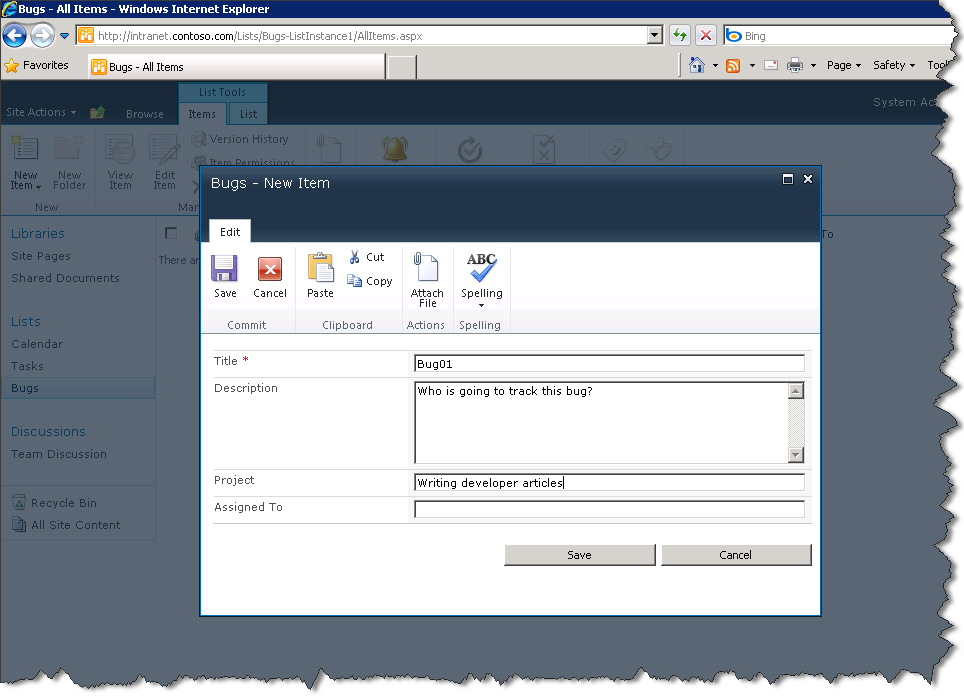 Bugs - All Items - Windows Internet Explorer
http://intranet.contoso.com/Lists/Bugs-ListInstance1/AllItems.aspx
Bing
Favorites
Bugs - All Items
Page
Safety
List Tools
Site Actions
Browse
Items
List
System
New Item
New Folder
View Item
Edit Item
Version History
Item Permissions
New
Libraries
Site Pages
Shared Documents
Lists
Calendar
Tasks
Bugs
Discussions
Team Discussion
Recycle Bin
All Site Content
There
To
Bugs - New Item
Edit
Save
Cancel
Paste
Cut
Copy
Attach File
ABC
Spelling
Commit
Clipboard
Actions
Spelling
Title *
Bug01
Description
Who is going to track this bug?
Project
Writing developer articles
Assigned To
Save
Cancel